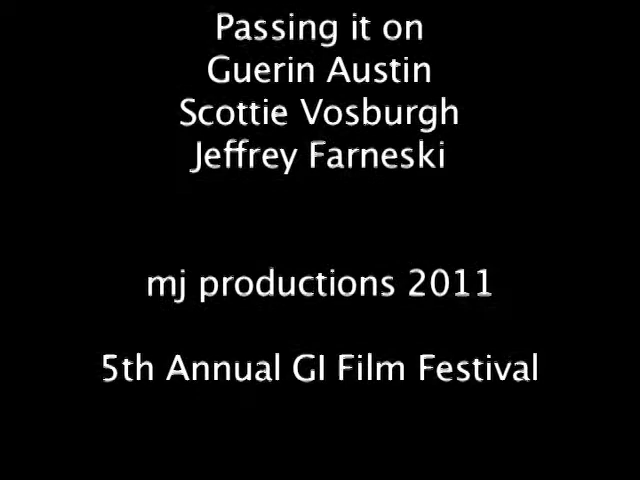 Passing it on
Guerin Austin
Scottie Vosburgh
Jeffrey Farneski
mj productions 2011
5th Annual GI Film Festival